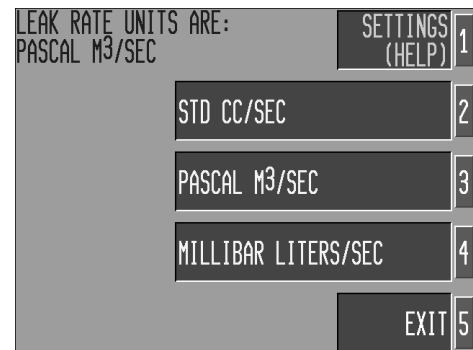 LEAK RATE UNITS ARE:
PASCAL M3/SEC
SETTINGS
(HELP) 1
STD CC/SEC 2
PASCAL M3/SEC 3
MILLIBAR LITERS/SEC 4
EXIT 5